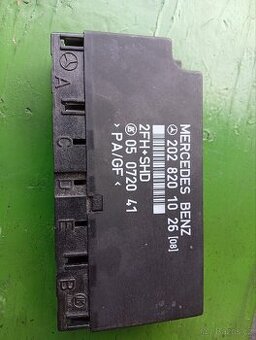 MERCEDES BENZ
202 820 10 26 [08]
2FH+SHD
05 0720 41
>PA/GF<
A
C
D
E
B